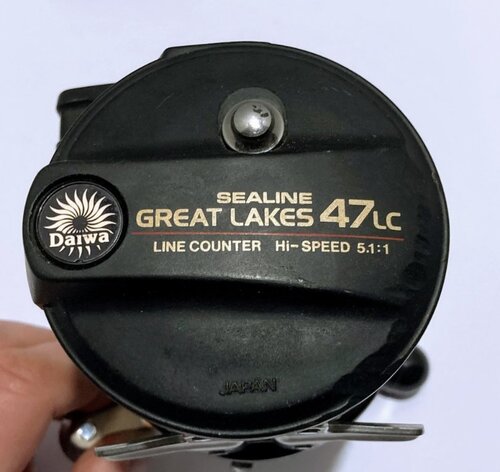 SEALINE
GREAT LAKES 47LC
Daiwa
LINE COUNTER Hi-SPEED 5.1:1
JAPAN